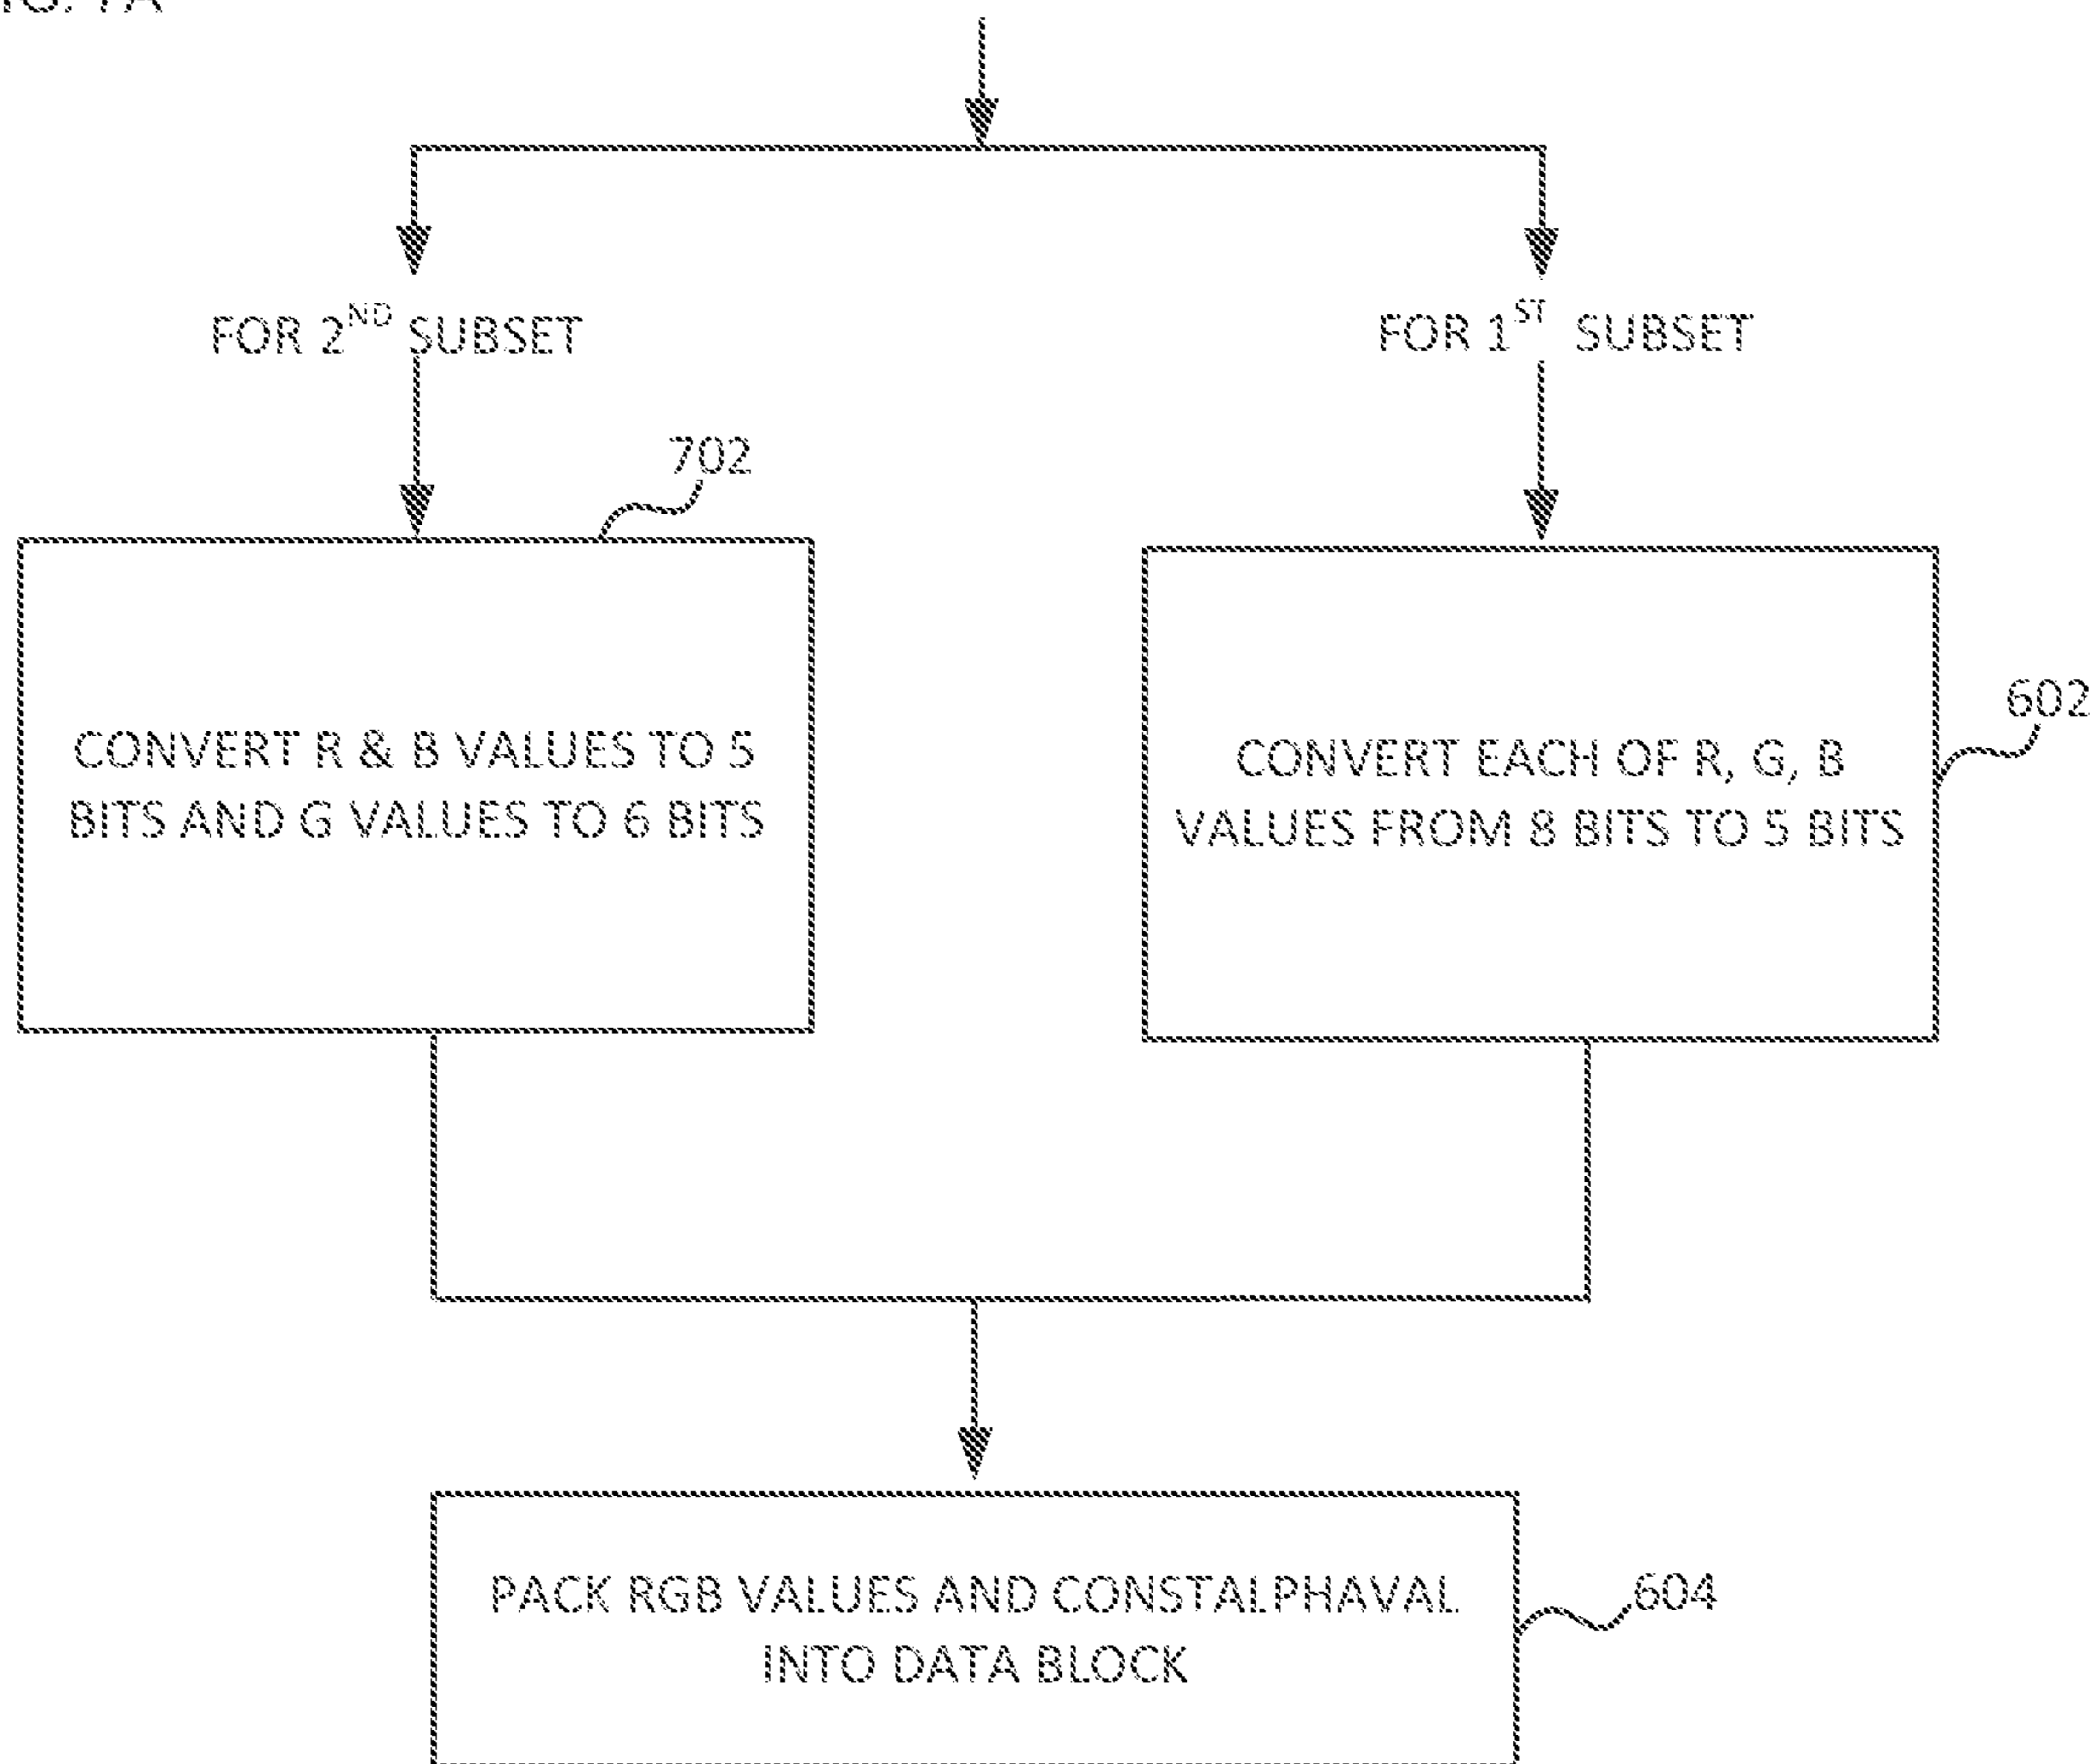 FOR 2ND SUBSET
FOR 1ST SUBSET
702
CONVERT R & B VALUES TO 5
BITS AND G VALUES TO 6 BITS
CONVERT EACH OF R, G, B
VALUES FROM 8 BITS TO 5 BITS
602
PACK RGB VALUES AND CONSTALPHAVAL
INTO DATA BLOCK
604